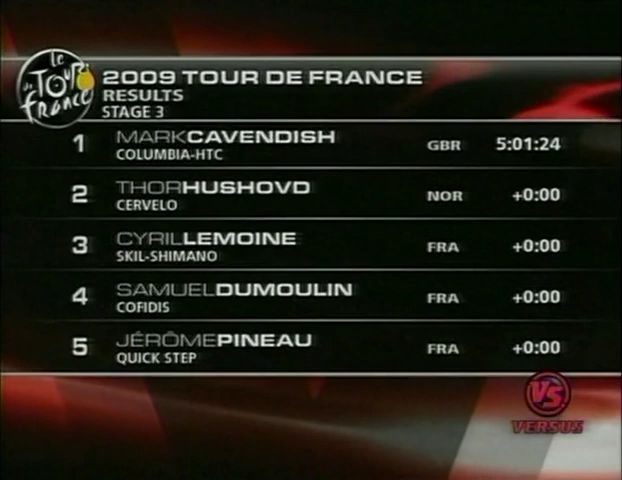 le
TOUR
de
france
2009 TOUR DE FRANCE
RESULTS
STAGE 3
1 MARKCAVENDISH GBR 5:01:24
COLUMBIA-HTC
2 THORHUSHOVD NOR +0:00
CERVELO
3 CYRILLEMOINE FRA +0:00
SKIL-SHIMANO
4 SAMUELDUMOULIN FRA +0:00
COFIDIS
5 JÉRÔMEPINEAU FRA +0:00
QUICK STEP
VS.
VERSUS